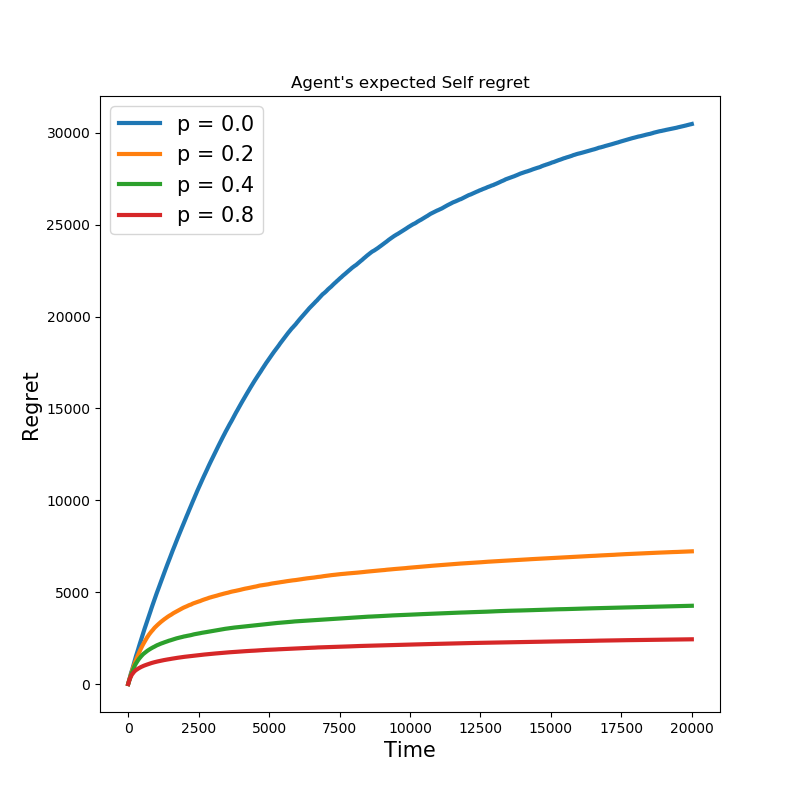 Agent's expected Self regret
p = 0.0
p = 0.2
p = 0.4
p = 0.8
30000
25000
20000
15000
10000
5000
0
Regret
0 2500 5000 7500 10000 12500 15000 17500 20000
Time